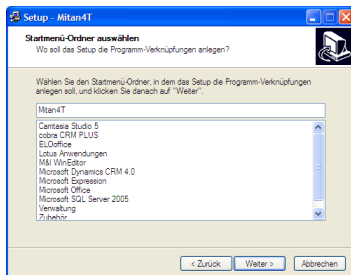 Setup - Mitan4T
Startmenü-Ordner auswählen
Wo soll das Setup die Programm-Verknüpfungen anlegen?
Wählen Sie den Startmenü-Ordner, in dem das Setup die Programm-Verknüpfungen
anlegen soll, und klicken Sie danach auf "Weiter".
Mitan4T
Camtasia Studio 5
cobra CRM PLUS
ELOoffice
Lotus Anwendungen
M&I WinEditor
Microsoft Dynamics CRM 4.0
Microsoft Expression
Microsoft Office
Microsoft SQL Server 2005
Verwaltung
Zubehör
< Zurück
Weiter >
Abbrechen